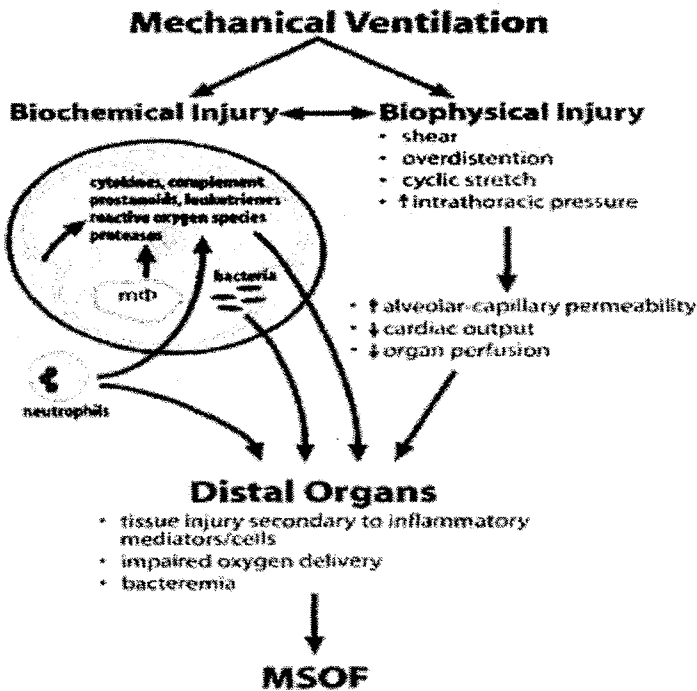 Mechanical Ventilation
Biochemical Injury
Biophysical Injury
• shear
• overdistention
• cyclic stretch
• ↑intrathoracic pressure
cytokines, complement
prostanoids, leukotrienes
reactive oxygen species
proteases
mΦ
bacteria
neutrophils
• ↑alveolar-capillary permeability
• ↓cardiac output
• ↓organ perfusion
Distal Organs
• tissue injury secondary to inflammatory
mediators/cells
• impaired oxygen delivery
• bacteremia
MSOF